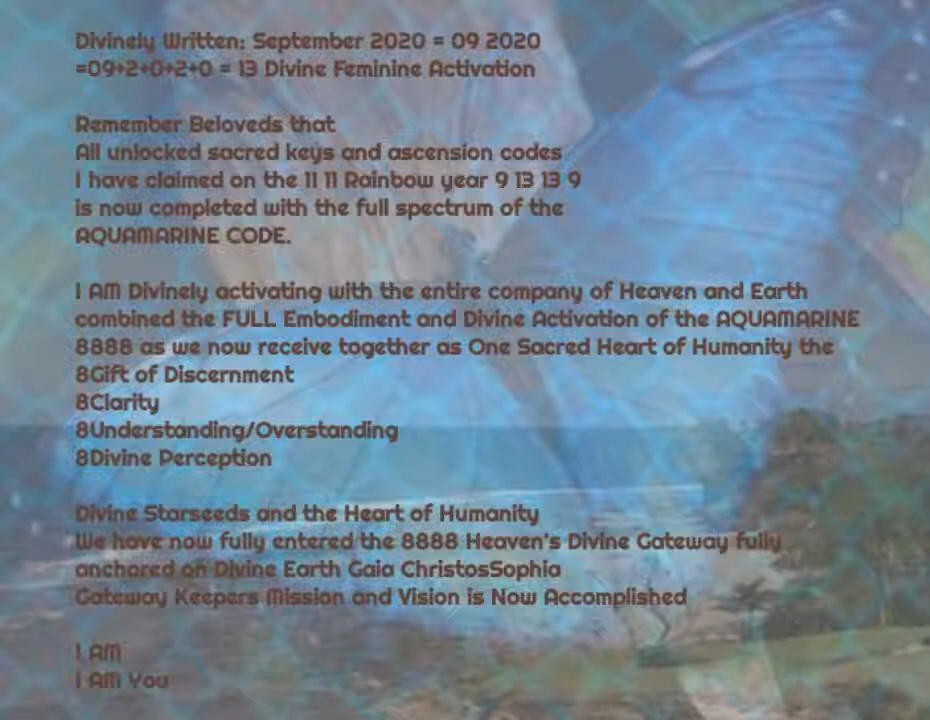 Divinely Written: September 2020 = 09 2020
=09+2+0+2+0 = 13 Divine Feminine Activation
Remember Beloveds that
All unlocked sacred keys and ascension codes
I have claimed on the 11 11 Rainbow year 9 13 13 9
is now completed with the full spectrum of the
AQUAMARINE CODE.
I AM Divinely activating with the entire company of Heaven and Earth
combined the FULL Embodiment and Divine Activation of the AQUAMARINE
8888 as we now receive together as One Sacred Heart of Humanity the
8Gift of Discernment
8Clarity
8Understanding/Overstanding
8Divine Perception
Divine Starseeds and the Heart of Humanity
We have now fully entered the 8888 Heaven's Divine Gateway fully
anchored on Divine Earth Gaia ChristosSophia
Gateway Keepers Mission and Vision is Now Accomplished
I AM
I AM You